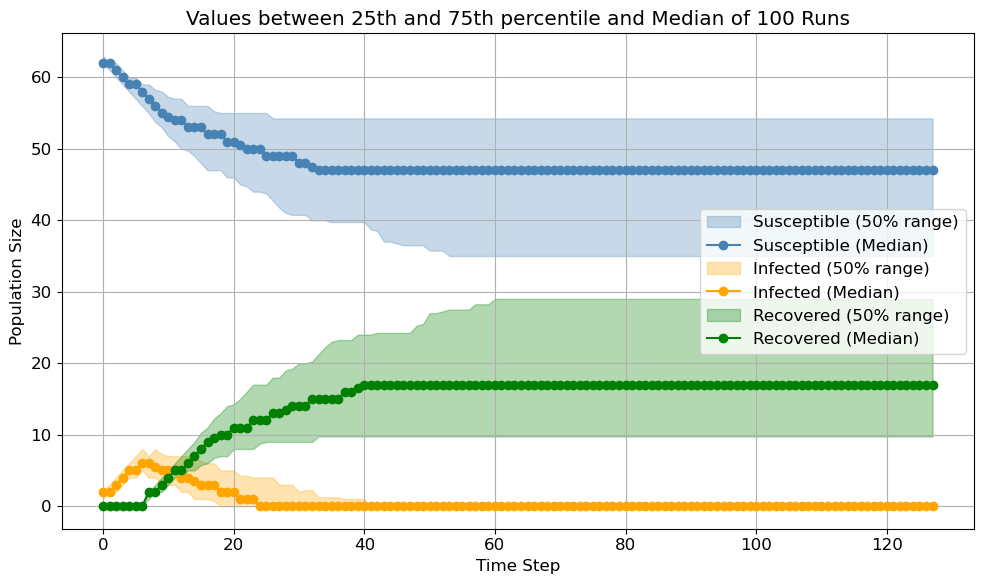 Values between 25th and 75th percentile and Median of 100 Runs
Population Size
60
50
40
30
20
10
0
Susceptible (50% range)
Susceptible (Median)
Infected (50% range)
Infected (Median)
Recovered (50% range)
Recovered (Median)
0 20 40 60 80 100 120
Time Step